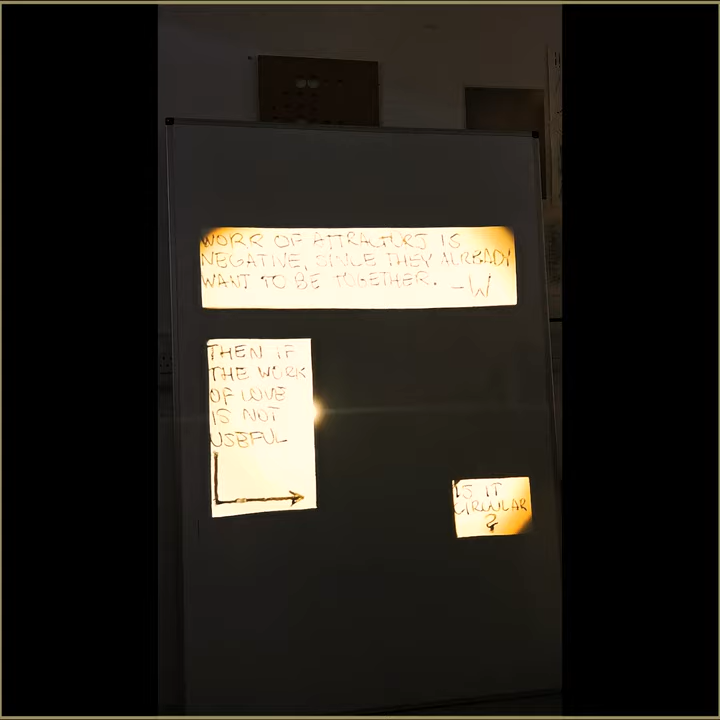 WORK OF ATTRACTORS IS
NEGATIVE, SINCE THEY ALREADY
WANT TO BE TOGETHER.
-W
THEN IF
THE WORK
OF LOVE
IS NOT
USEFUL
IS IT
CIRCULAR
?